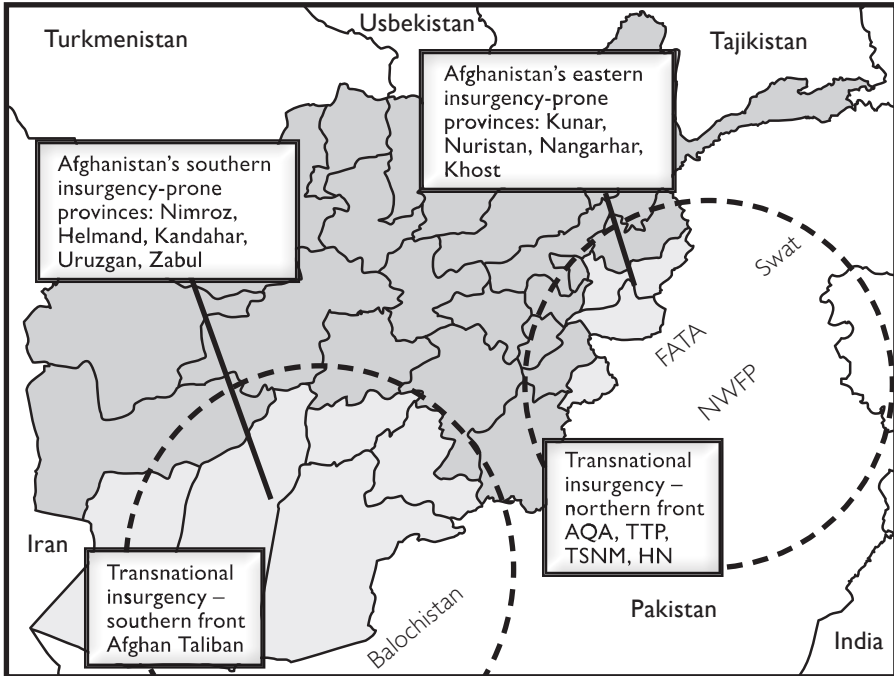 Turkmenistan
Usbekistan
Tajikistan
Afghanistan's eastern
insurgency-prone
provinces: Kunar,
Nuristan, Nangarhar,
Khost
Afghanistan's southern
insurgency-prone
provinces: Nimroz,
Helmand, Kandahar,
Uruzgan, Zabul
Swat
FATA
NWFP
Transnational
insurgency –
northern front
AQA, TTP,
TSNM, HN
Iran
Transnational
insurgency –
southern front
Afghan Taliban
Balochistan
Pakistan
India